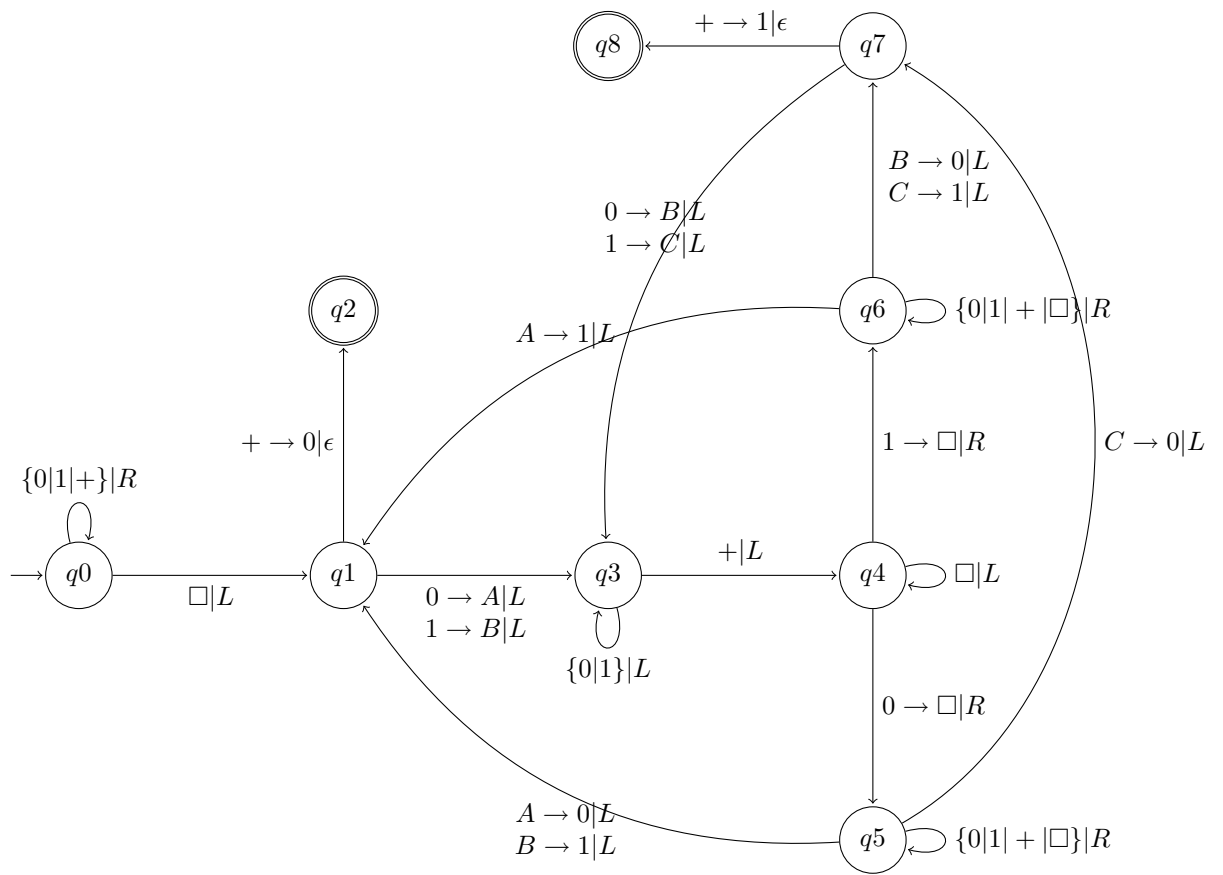 q8
+ → 1|ϵ
q7
B → 0|L
C → 1|L
0 → B|L
1 → C|L
q2
A → 1|L
q6
{0|1| + |□}|R
+ → 0|ϵ
1 → □|R
C → 0|L
{0|1|+}|R
q0
□|L
q1
0 → A|L
1 → B|L
q3
{0|1}|L
+|L
q4
□|L
0 → □|R
A → 0|L
B → 1|L
q5
{0|1| + |□}|R